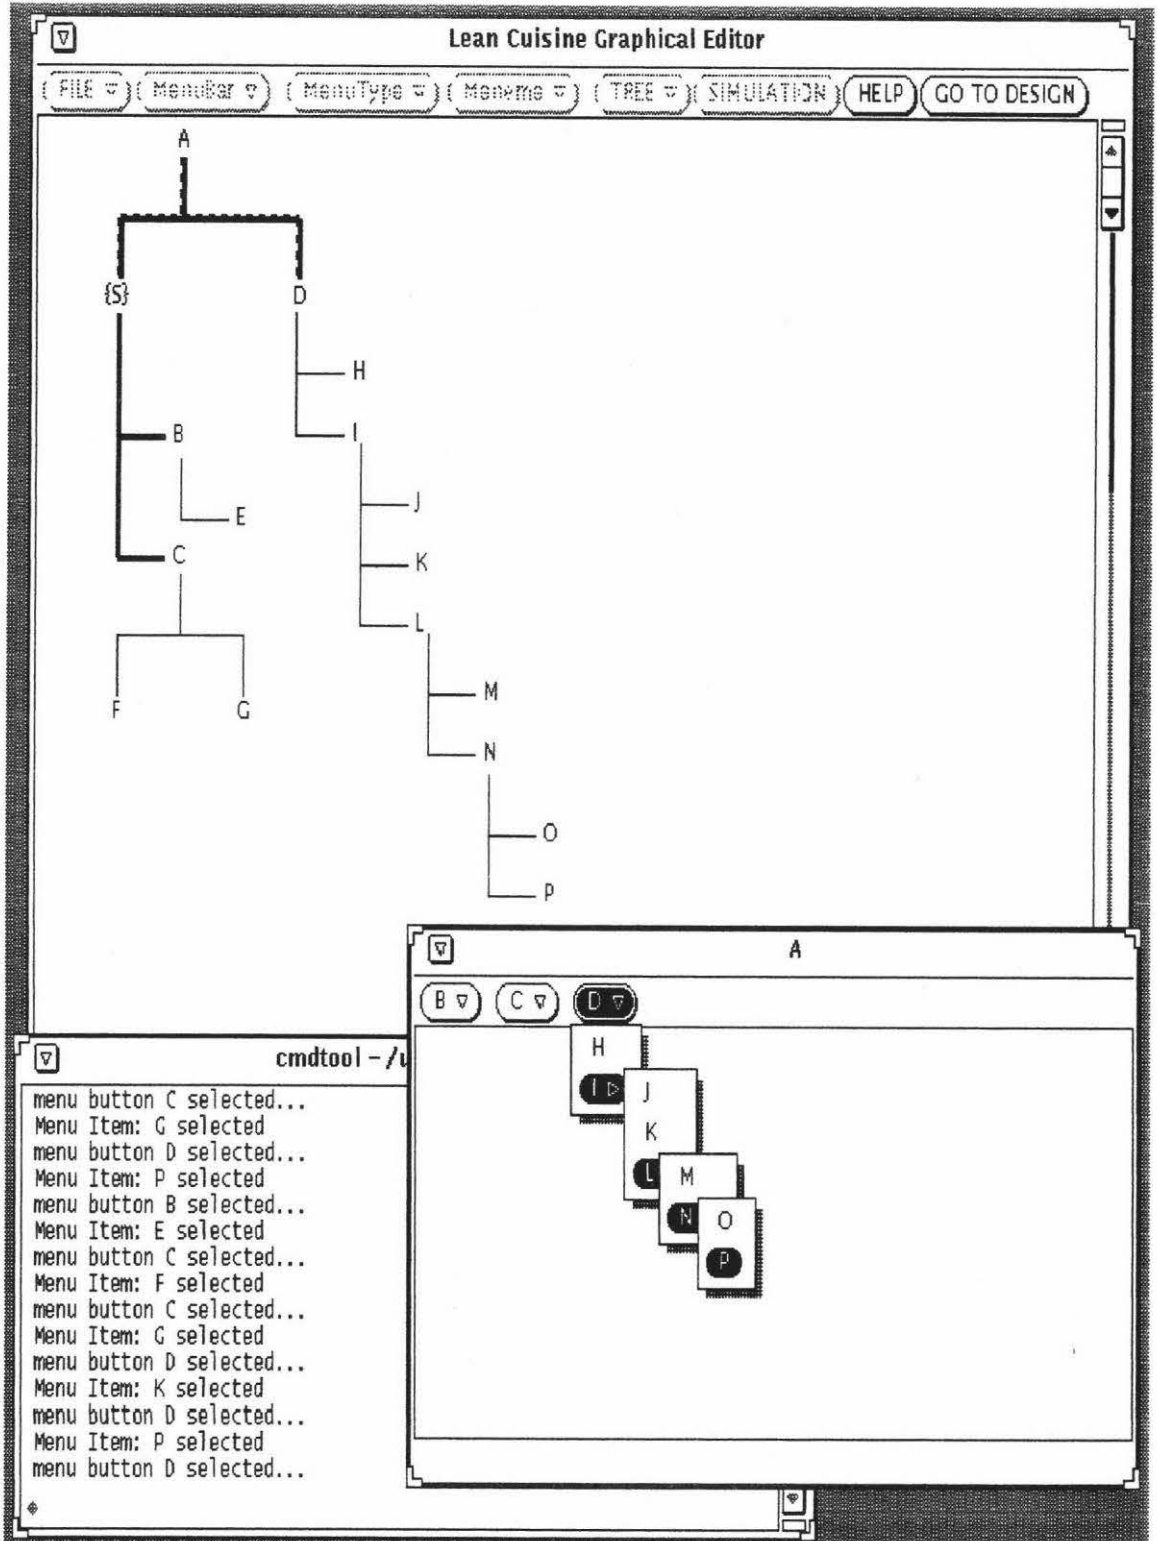 Lean Cuisine Graphical Editor
FILE MenuBar MenuType Meneme TREE SIMULATION HELP GO TO DESIGN
A
{S} D
H
B I
E J
C K
L
F G M
N
O
P
A
B C D
H
I J
K
L M
N O
P
cmdtool - /u
menu button C selected...
Menu Item: G selected
menu button D selected...
Menu Item: P selected
menu button B selected...
Menu Item: E selected
menu button C selected...
Menu Item: F selected
menu button C selected...
Menu Item: G selected
menu button D selected...
Menu Item: K selected
menu button D selected...
Menu Item: P selected
menu button D selected...